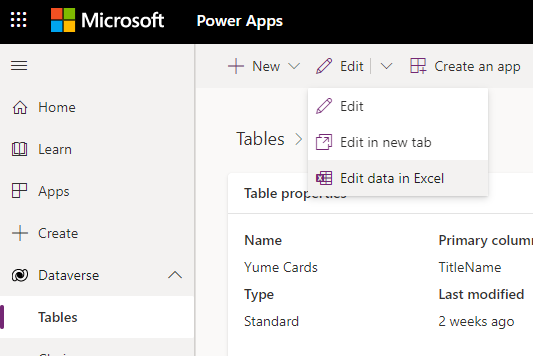 Microsoft Power Apps
New Edit Create an app
Home
Learn
Apps
Create
Dataverse
Tables
Edit
Edit in new tab
Edit data in Excel
Tables
Table properties
Name Primary colum
Yume Cards TitleName
Type Last modified
Standard 2 weeks ago